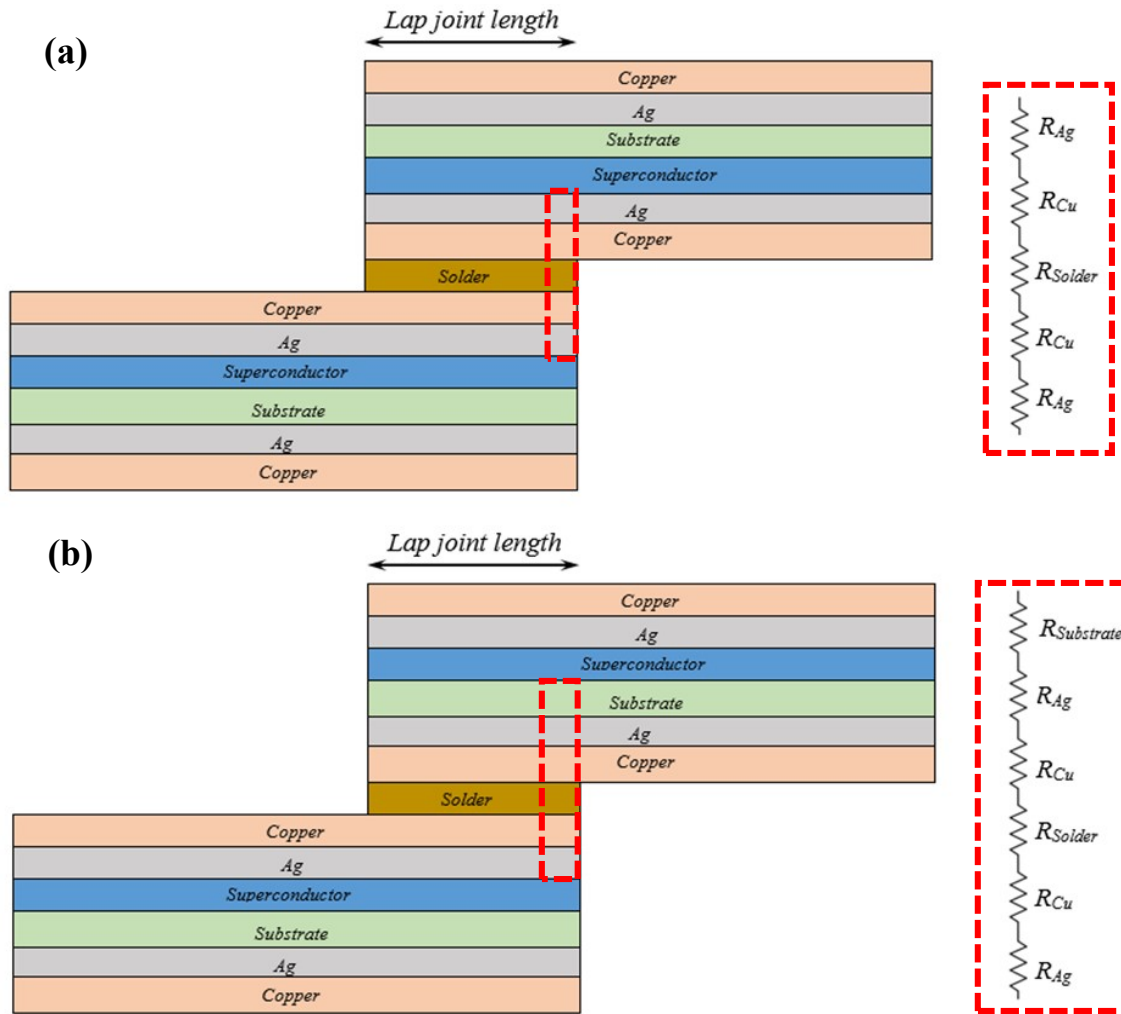 Lap joint length
(a)
Copper
Ag
Substrate
Superconductor
Ag
Copper
Solder
Copper
Ag
Superconductor
Substrate
Ag
Copper
R_Ag
R_Cu
R_Solder
R_Cu
R_Ag
(b)
Lap joint length
Copper
Ag
Superconductor
Substrate
Ag
Copper
Solder
Copper
Ag
Superconductor
Substrate
Ag
Copper
R_Substrate
R_Ag
R_Cu
R_Solder
R_Cu
R_Ag